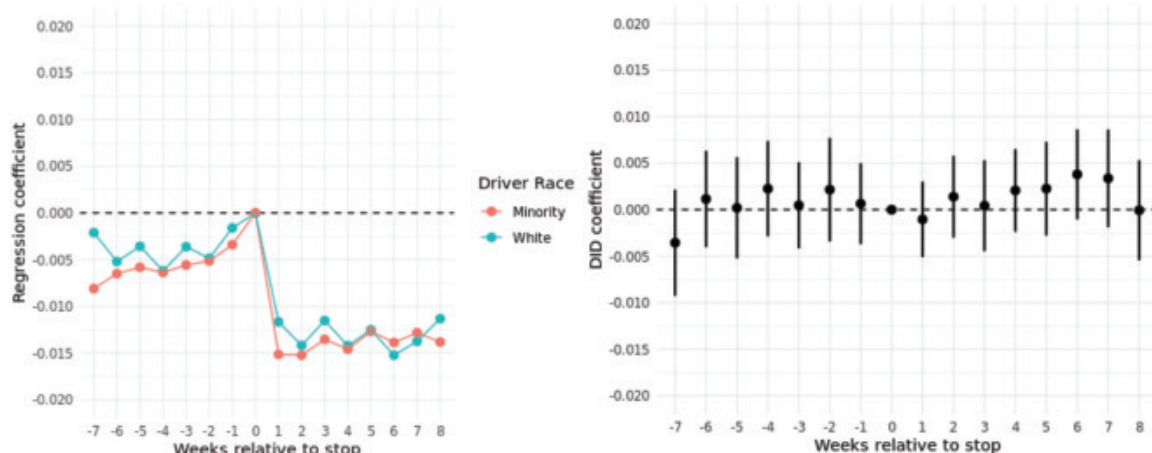 0.020
0.015
0.010
0.005
0.000
-0.005
-0.010
-0.015
-0.020
Regression coefficient
-7 -6 -5 -4 -3 -2 -1 0 1 2 3 4 5 6 7 8
Weeks relative to stop
Driver Race
Minority
White
0.020
0.015
0.010
0.005
0.000
-0.005
-0.010
-0.015
-0.020
DID coefficient
-7 -6 -5 -4 -3 -2 -1 0 1 2 3 4 5 6 7 8
Weeks relative to stop